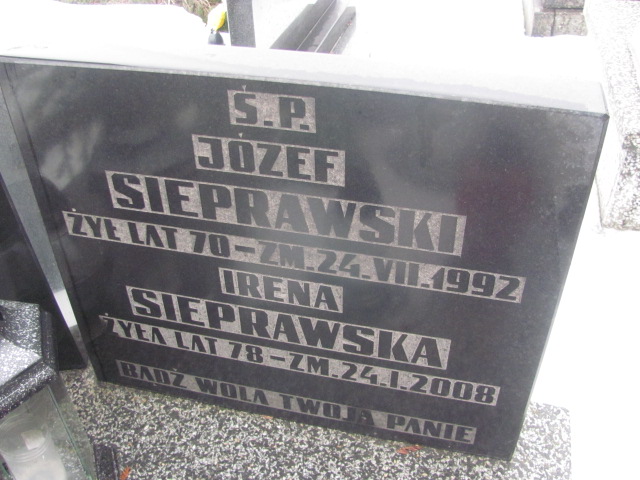 Ś.P.
JÓZEF
SIEPRAWSKI
ŻYŁ LAT 70 – ZM. 24.VII.1992
IRENA
SIEPRAWSKA
ŻYŁA LAT 78 – ZM. 24.I.2008
BĄDŹ WOLA TWOJA PANIE